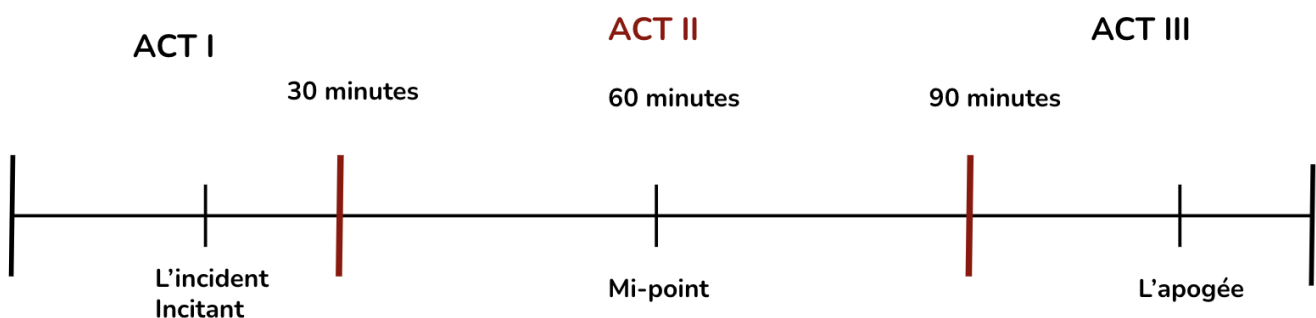 ACT I
ACT II
ACT III
30 minutes
60 minutes
90 minutes
L’incident
Incitant
Mi-point
L’apogée